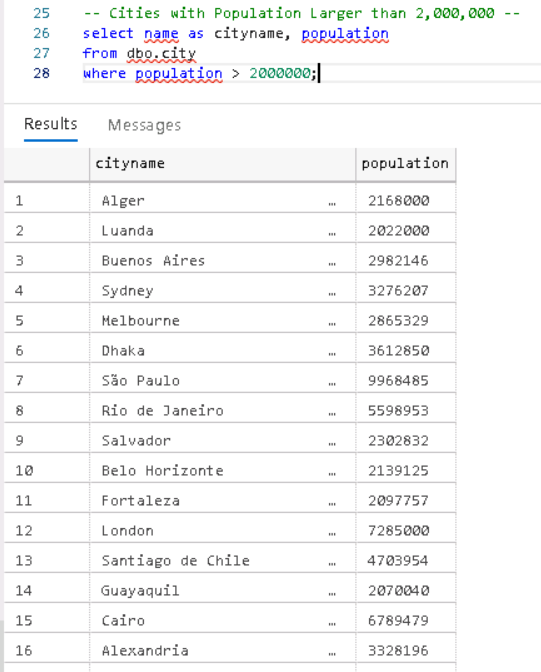 25 -- Cities with Population Larger than 2,000,000 --
26 select name as cityname, population
27 from dbo.city
28 where population > 2000000;
Results Messages
cityname population
1 Alger … 2168000
2 Luanda … 2022000
3 Buenos Aires … 2982146
4 Sydney … 3276207
5 Melbourne … 2865329
6 Dhaka … 3612850
7 São Paulo … 9968485
8 Rio de Janeiro … 5598953
9 Salvador … 2302832
10 Belo Horizonte … 2139125
11 Fortaleza … 2097757
12 London … 7285000
13 Santiago de Chile … 4703954
14 Guayaquil … 2070040
15 Cairo … 6789479
16 Alexandria … 3328196